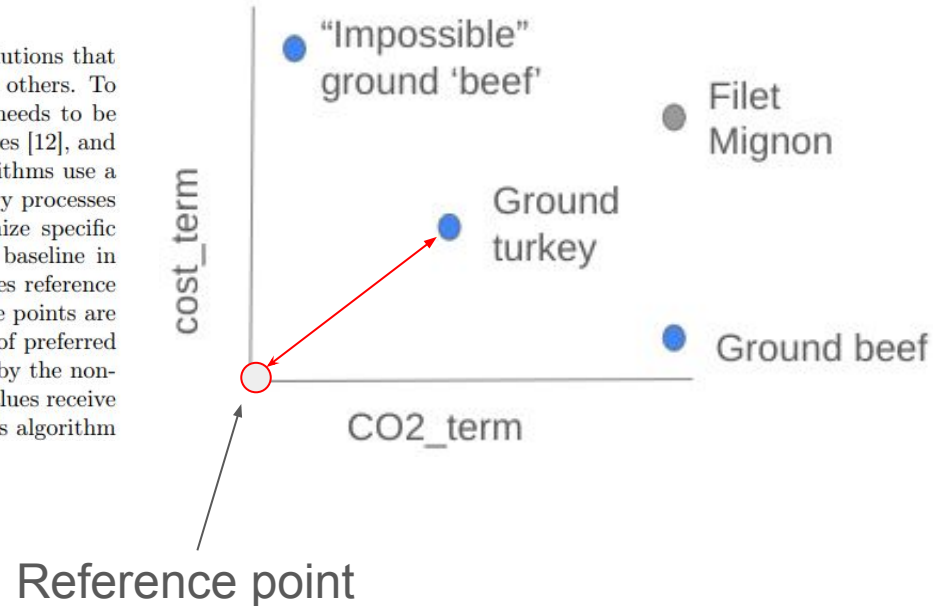 utions that
others. To
needs to be
es [12], and
ithms use a
y processes
ize specific
baseline in
es reference
e points are
of preferred
by the non-
lues receive
s algorithm
“Impossible”
ground ‘beef’
Filet
Mignon
Ground
turkey
Ground beef
cost_term
CO2_term
Reference point